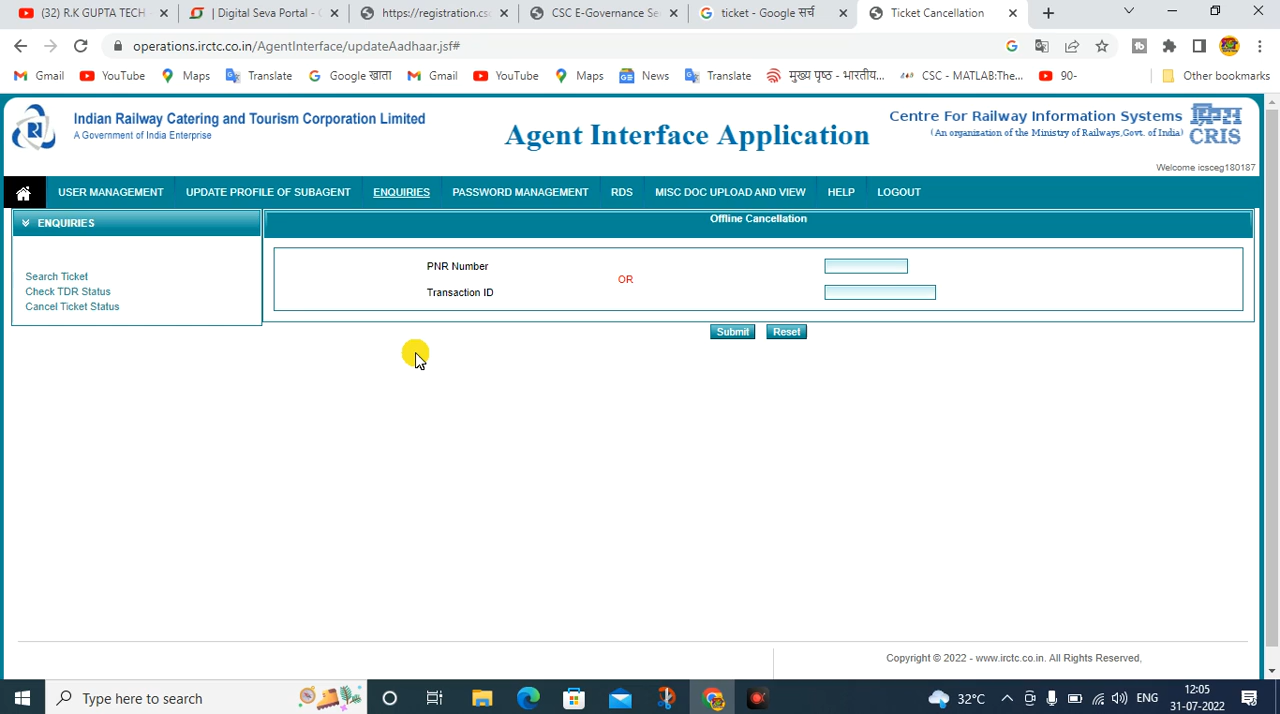 (32) R.K GUPTA TECH
| Digital Seva Portal - C
https://registration.csc
CSC E-Governance Se
ticket - Google सर्च
Ticket Cancellation
operations.irctc.co.in/AgentInterface/updateAadhaar.jsf#
Gmail
YouTube
Maps
Translate
Google खाता
Gmail
YouTube
Maps
News
Translate
मुख्य पृष्ठ - भारतीय...
CSC - MATLAB:The...
90-
Other bookmarks
Indian Railway Catering and Tourism Corporation Limited
A Government of India Enterprise
Agent Interface Application
Centre For Railway Information Systems
(An organization of the Ministry of Railways,Govt. of India)
क्रिस
CRIS
Welcome icsceg180187
USER MANAGEMENT
UPDATE PROFILE OF SUBAGENT
ENQUIRIES
PASSWORD MANAGEMENT
RDS
MISC DOC UPLOAD AND VIEW
HELP
LOGOUT
ENQUIRIES
Search Ticket
Check TDR Status
Cancel Ticket Status
Offline Cancellation
PNR Number
OR
Transaction ID
Submit
Reset
Copyright © 2022 - www.irctc.co.in. All Rights Reserved,
Type here to search
32°C
ENG
12:05
31-07-2022